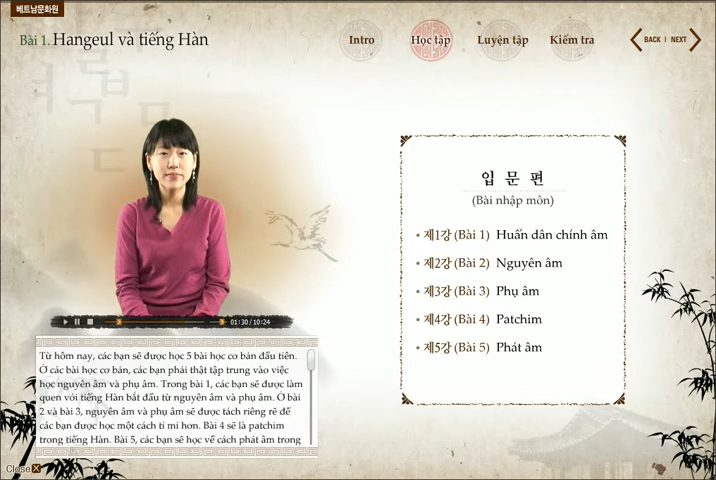 베트남문화원
Bài 1. Hangeul và tiếng Hàn
Intro
Học tập
Luyện tập
Kiểm tra
BACK | NEXT
입 문 편
(Bài nhập môn)
• 제1강 (Bài 1) Huấn dân chính âm
• 제2강 (Bài 2) Nguyên âm
• 제3강 (Bài 3) Phụ âm
• 제4강 (Bài 4) Patchim
• 제5강 (Bài 5) Phát âm
01:30 / 10:24
Từ hôm nay, các bạn sẽ được học 5 bài học cơ bản đầu tiên.
Ở các bài học cơ bản, các bạn phải thật tập trung vào việc
học nguyên âm và phụ âm. Trong bài 1, các bạn sẽ được làm
quen với tiếng Hàn bắt đầu từ nguyên âm và phụ âm. Ở bài
2 và bài 3, nguyên âm và phụ âm sẽ được tách riêng rẽ để
các bạn được học một cách tỉ mỉ hơn. Bài 4 sẽ là patchim
trong tiếng Hàn. Bài 5, các bạn sẽ học về cách phát âm trong
Close X